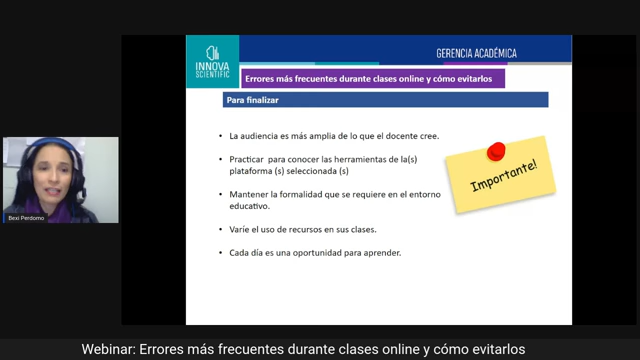 INNOVA
SCIENTIFIC
GERENCIA ACADÉMICA
Errores más frecuentes durante clases online y cómo evitarlos
Para finalizar
• La audiencia es más amplia de lo que el docente cree.
• Practicar para conocer las herramientas de la(s)
plataforma (s) seleccionada (s)
• Mantener la formalidad que se requiere en el entorno
educativo.
• Varíe el uso de recursos en sus clases.
• Cada día es una oportunidad para aprender.
Importante!
Bexi Perdomo
Webinar: Errores mas frecuentes durante clases online y cómo evitarlos